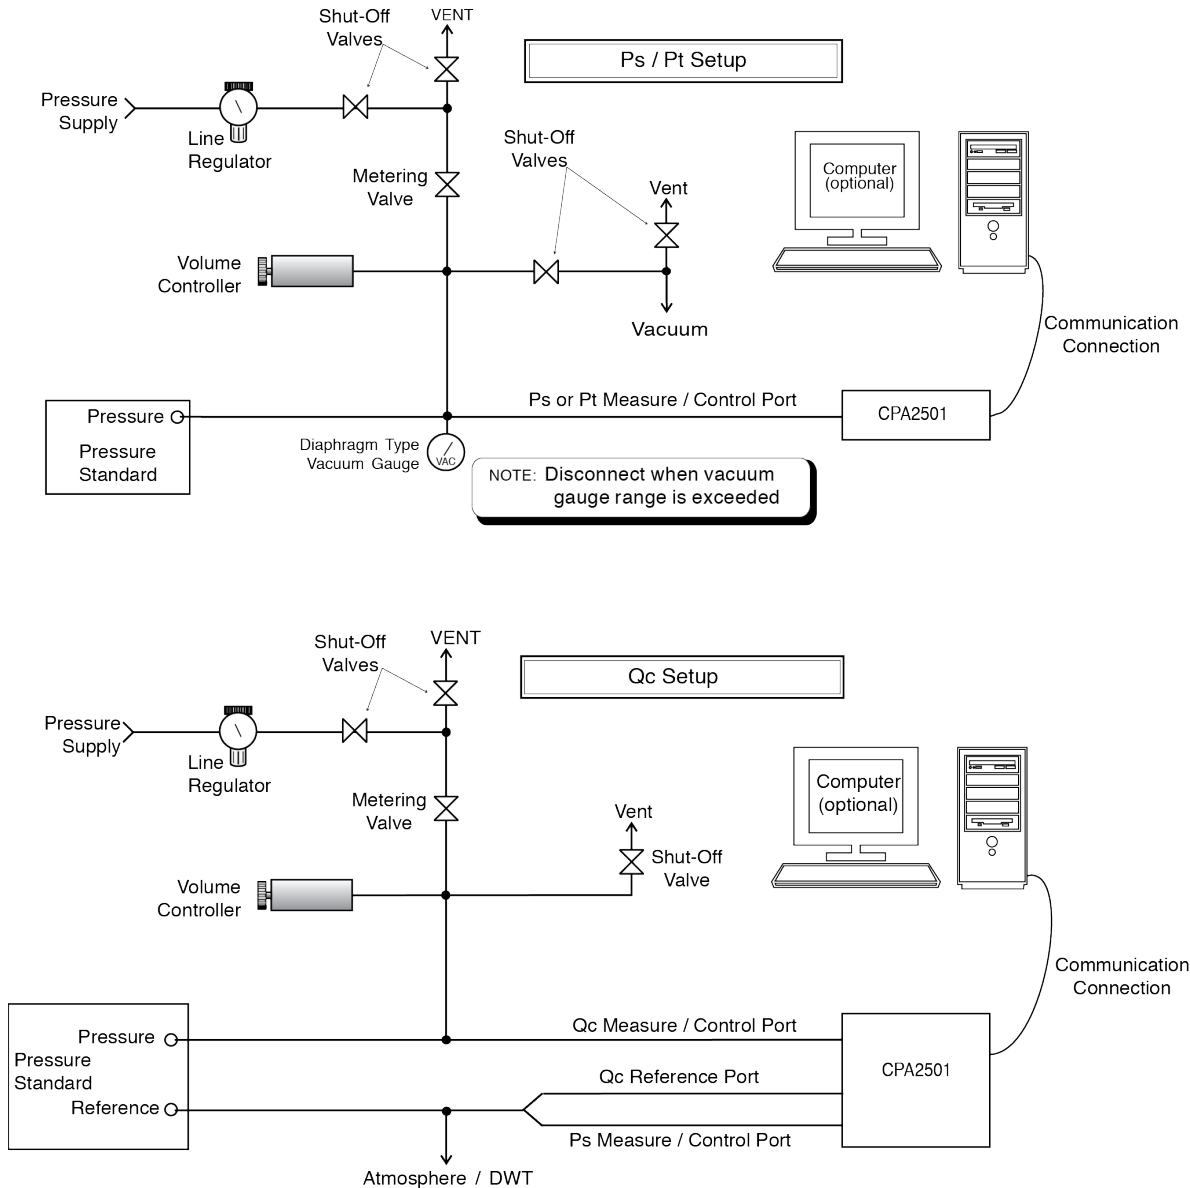 Shut-Off
Valves
VENT
Ps / Pt Setup
Pressure
Supply
Line
Regulator
Shut-Off
Valves
Metering
Valve
Vent
Computer
(optional)
Volume
Controller
Vacuum
Communication
Connection
Pressure
Pressure
Standard
Ps or Pt Measure / Control Port
CPA2501
Diaphragm Type
Vacuum Gauge
VAC
NOTE: Disconnect when vacuum
gauge range is exceeded
Shut-Off
Valves
VENT
Qc Setup
Pressure
Supply
Line
Regulator
Metering
Valve
Vent
Shut-Off
Valve
Computer
(optional)
Volume
Controller
Communication
Connection
Pressure
Pressure
Standard
Reference
Qc Measure / Control Port
Qc Reference Port
Ps Measure / Control Port
CPA2501
Atmosphere / DWT